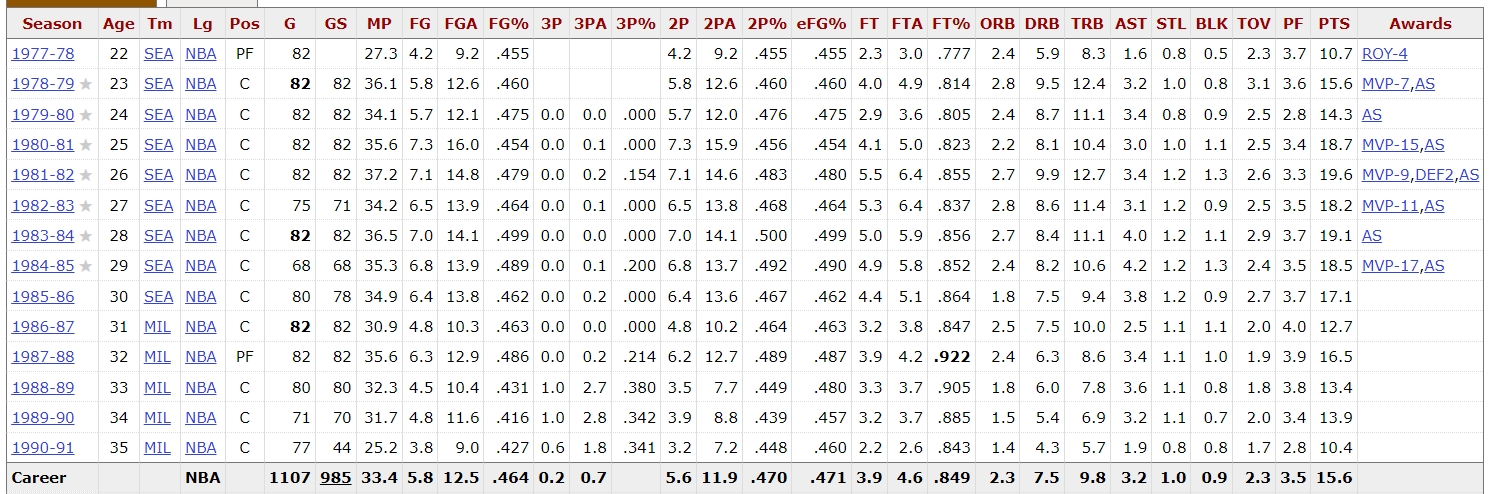 Season Age Tm Lg Pos G GS MP FG FGA FG% 3P 3PA 3P% 2P 2PA 2P% eFG% FT FTA FT% ORB DRB TRB AST STL BLK TOV PF PTS Awards
1977-78 22 SEA NBA PF 82 27.3 4.2 9.2 .455 4.2 9.2 .455 .455 2.3 3.0 .777 2.4 5.9 8.3 1.6 0.8 0.5 2.3 3.7 10.7 ROY-4
1978-79 ★ 23 SEA NBA C 82 82 36.1 5.8 12.6 .460 5.8 12.6 .460 .460 4.0 4.9 .814 2.8 9.5 12.4 3.2 1.0 0.8 3.1 3.6 15.6 MVP-7,AS
1979-80 ★ 24 SEA NBA C 82 82 34.1 5.7 12.1 .475 0.0 0.0 .000 5.7 12.0 .476 .475 2.9 3.6 .805 2.4 8.7 11.1 3.4 0.8 0.9 2.5 2.8 14.3 AS
1980-81 ★ 25 SEA NBA C 82 82 35.6 7.3 16.0 .454 0.0 0.1 .000 7.3 15.9 .456 .454 4.1 5.0 .823 2.2 8.1 10.4 3.0 1.0 1.1 2.5 3.4 18.7 MVP-15,AS
1981-82 ★ 26 SEA NBA C 82 82 37.2 7.1 14.8 .479 0.0 0.2 .154 7.1 14.6 .483 .480 5.5 6.4 .855 2.7 9.9 12.7 3.4 1.2 1.3 2.6 3.3 19.6 MVP-9,DEF2,AS
1982-83 ★ 27 SEA NBA C 75 71 34.2 6.5 13.9 .464 0.0 0.1 .000 6.5 13.8 .468 .464 5.3 6.4 .837 2.8 8.6 11.4 3.1 1.2 0.9 2.5 3.5 18.2 MVP-11,AS
1983-84 ★ 28 SEA NBA C 82 82 36.5 7.0 14.1 .499 0.0 0.0 .000 7.0 14.1 .500 .499 5.0 5.9 .856 2.7 8.4 11.1 4.0 1.2 1.1 2.9 3.7 19.1 AS
1984-85 ★ 29 SEA NBA C 68 68 35.3 6.8 13.9 .489 0.0 0.1 .200 6.8 13.7 .492 .490 4.9 5.8 .852 2.4 8.2 10.6 4.2 1.2 1.3 2.4 3.5 18.5 MVP-17,AS
1985-86 30 SEA NBA C 80 78 34.9 6.4 13.8 .462 0.0 0.2 .000 6.4 13.6 .467 .462 4.4 5.1 .864 1.8 7.5 9.4 3.8 1.2 0.9 2.7 3.7 17.1
1986-87 31 MIL NBA C 82 82 30.9 4.8 10.3 .463 0.0 0.0 .000 4.8 10.2 .464 .463 3.2 3.8 .847 2.5 7.5 10.0 2.5 1.1 1.1 2.0 4.0 12.7
1987-88 32 MIL NBA PF 82 82 35.6 6.3 12.9 .486 0.0 0.2 .214 6.2 12.7 .489 .487 3.9 4.2 .922 2.4 6.3 8.6 3.4 1.1 1.0 1.9 3.9 16.5
1988-89 33 MIL NBA C 80 80 32.3 4.5 10.4 .431 1.0 2.7 .380 3.5 7.7 .449 .480 3.3 3.7 .905 1.8 6.0 7.8 3.6 1.1 0.8 1.8 3.8 13.4
1989-90 34 MIL NBA C 71 70 31.7 4.8 11.6 .416 1.0 2.8 .342 3.9 8.8 .439 .457 3.2 3.7 .885 1.5 5.4 6.9 3.2 1.1 0.7 2.0 3.4 13.9
1990-91 35 MIL NBA C 77 44 25.2 3.8 9.0 .427 0.6 1.8 .341 3.2 7.2 .448 .460 2.2 2.6 .843 1.4 4.3 5.7 1.9 0.8 0.8 1.7 2.8 10.4
Career NBA 1107 985 33.4 5.8 12.5 .464 0.2 0.7 5.6 11.9 .470 .471 3.9 4.6 .849 2.3 7.5 9.8 3.2 1.0 0.9 2.3 3.5 15.6